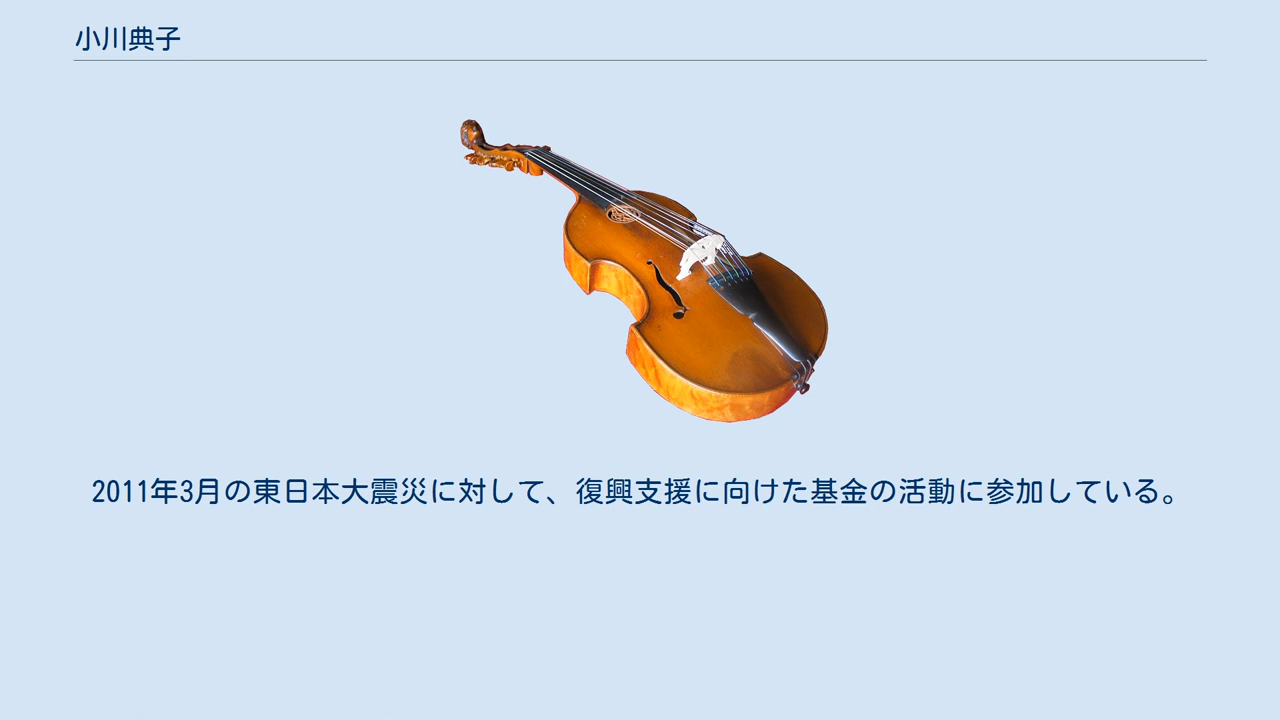 小川典子
2011年3月の東日本大震災に対して、復興支援に向けた基金の活動に参加している。